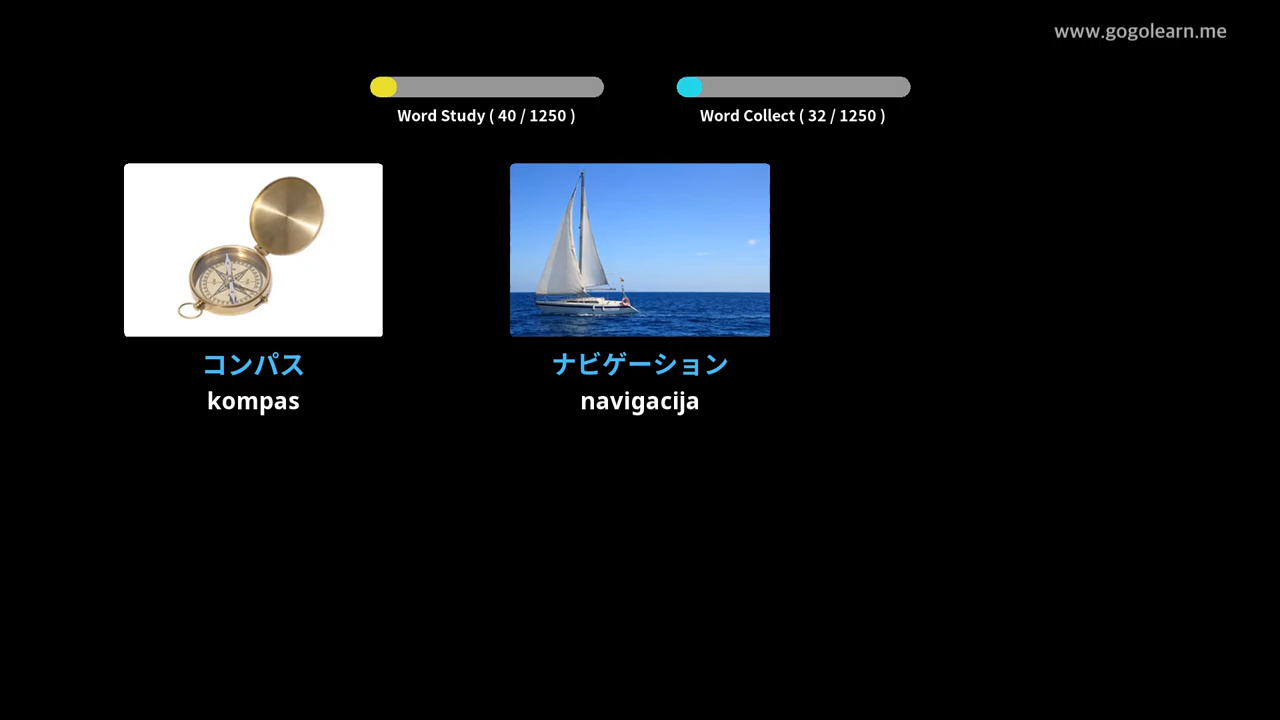 www.gogolearn.me
Word Study ( 40 / 1250 )
Word Collect ( 32 / 1250 )
コンパス
kompas
ナビゲーション
navigacija